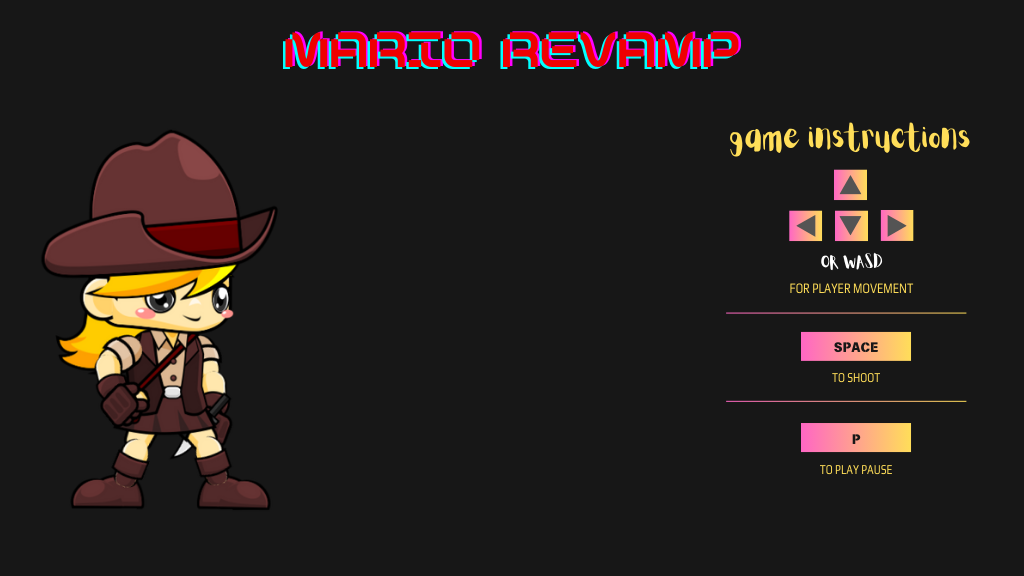 MARIO REVAMP
game instructions
OR WASD
FOR PLAYER MOVEMENT
SPACE
TO SHOOT
P
TO PLAY PAUSE